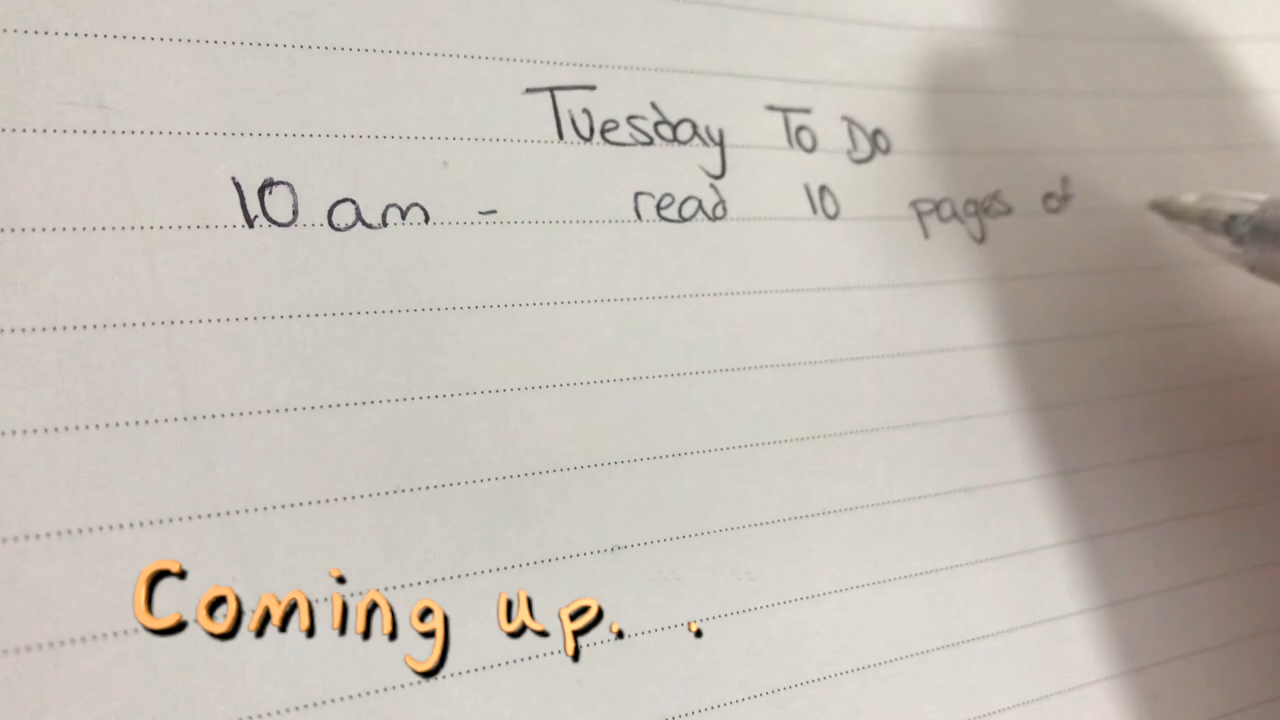 Tuesday To Do
10 am - read 10 pages of
Coming up. .